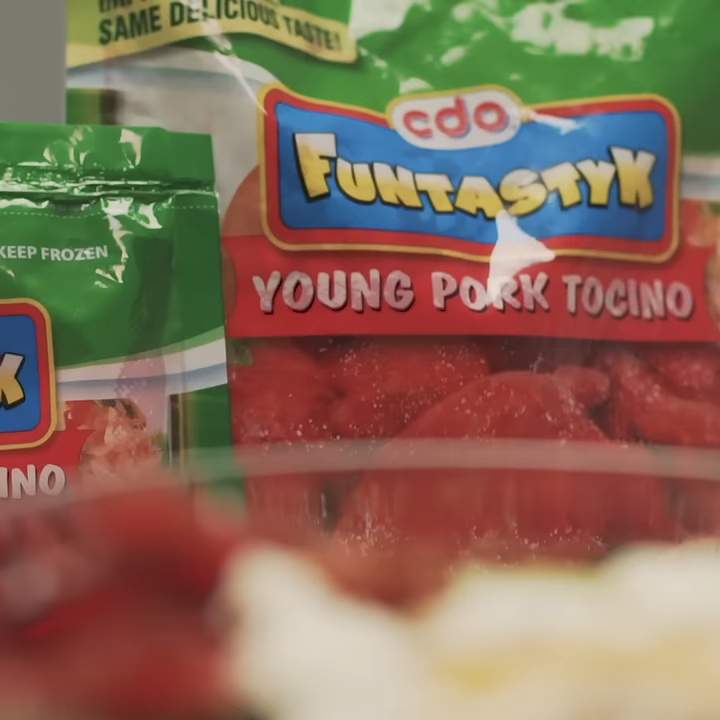 SAME DELICIOUS TASTE!
cdo
FUNTASTYK
YOUNG PORK TOCINO
KEEP FROZEN
K
INO